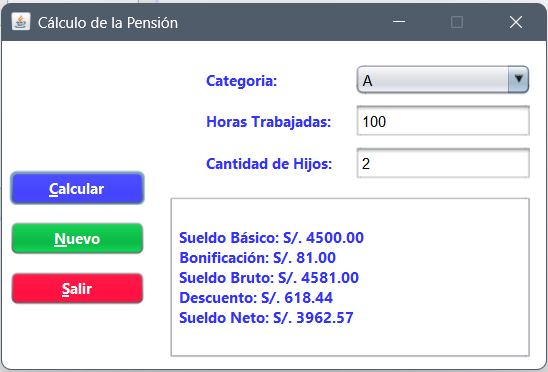 Cálculo de la Pensión
Categoria: A
Horas Trabajadas: 100
Cantidad de Hijos: 2
Calcular
Nuevo
Salir
Sueldo Básico: S/. 4500.00
Bonificación: S/. 81.00
Sueldo Bruto: S/. 4581.00
Descuento: S/. 618.44
Sueldo Neto: S/. 3962.57